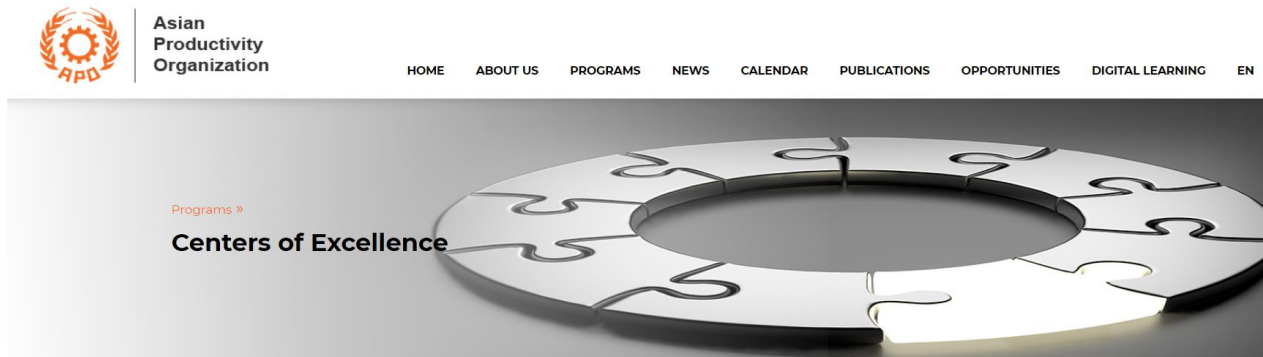 Asian
Productivity
Organization
APO
HOME ABOUT US PROGRAMS NEWS CALENDAR PUBLICATIONS OPPORTUNITIES DIGITAL LEARNING EN
Programs »
Centers of Excellence